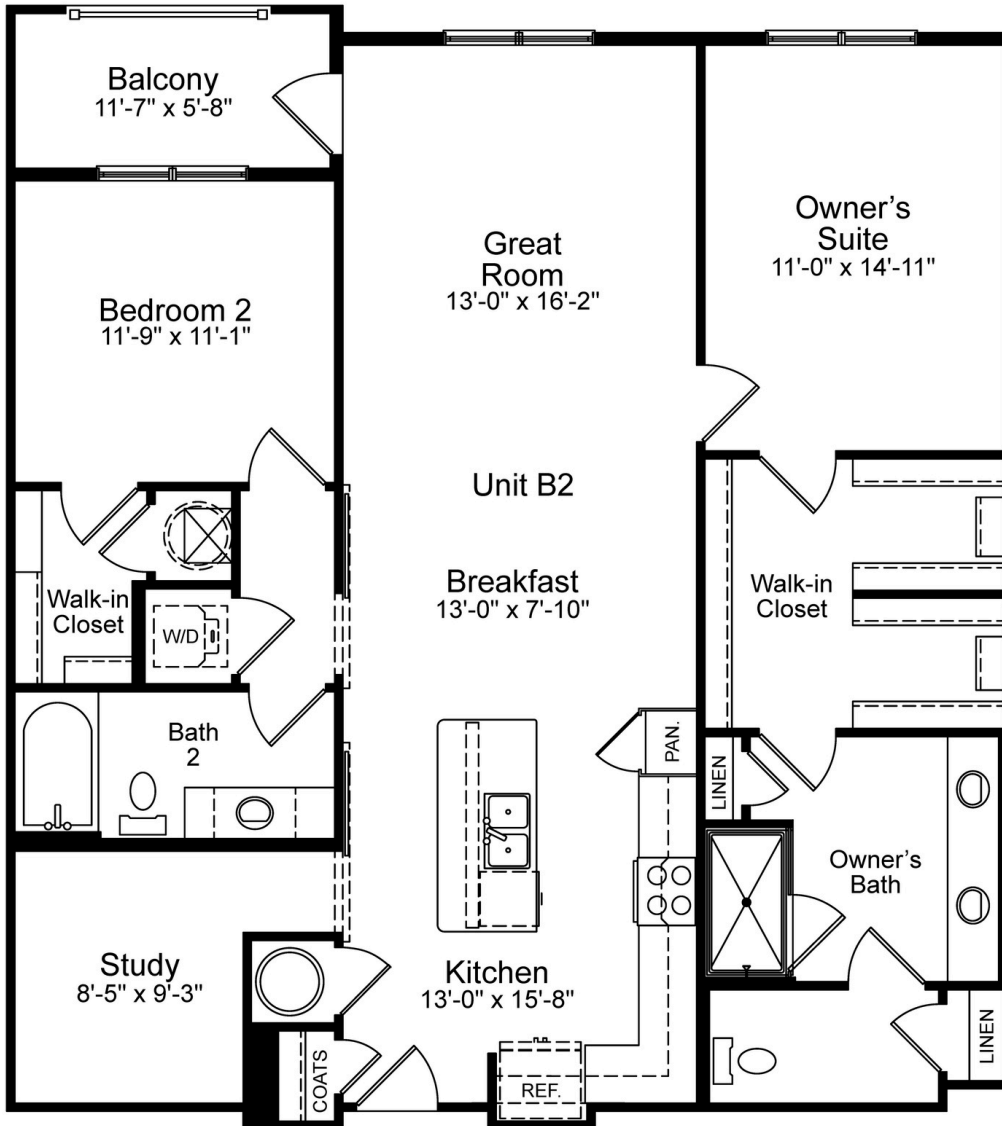 Balcony
11'-7" x 5'-8"
Great
Room
13'-0" x 16'-2"
Owner's
Suite
11'-0" x 14'-11"
Bedroom 2
11'-9" x 11'-1"
Unit B2
Breakfast
13'-0" x 7'-10"
Walk-in
Closet
W/D
Walk-in
Closet
Bath
2
PAN.
LINEN
Owner's
Bath
Study
8'-5" x 9'-3"
Kitchen
13'-0" x 15'-8"
COATS
REF.
LINEN